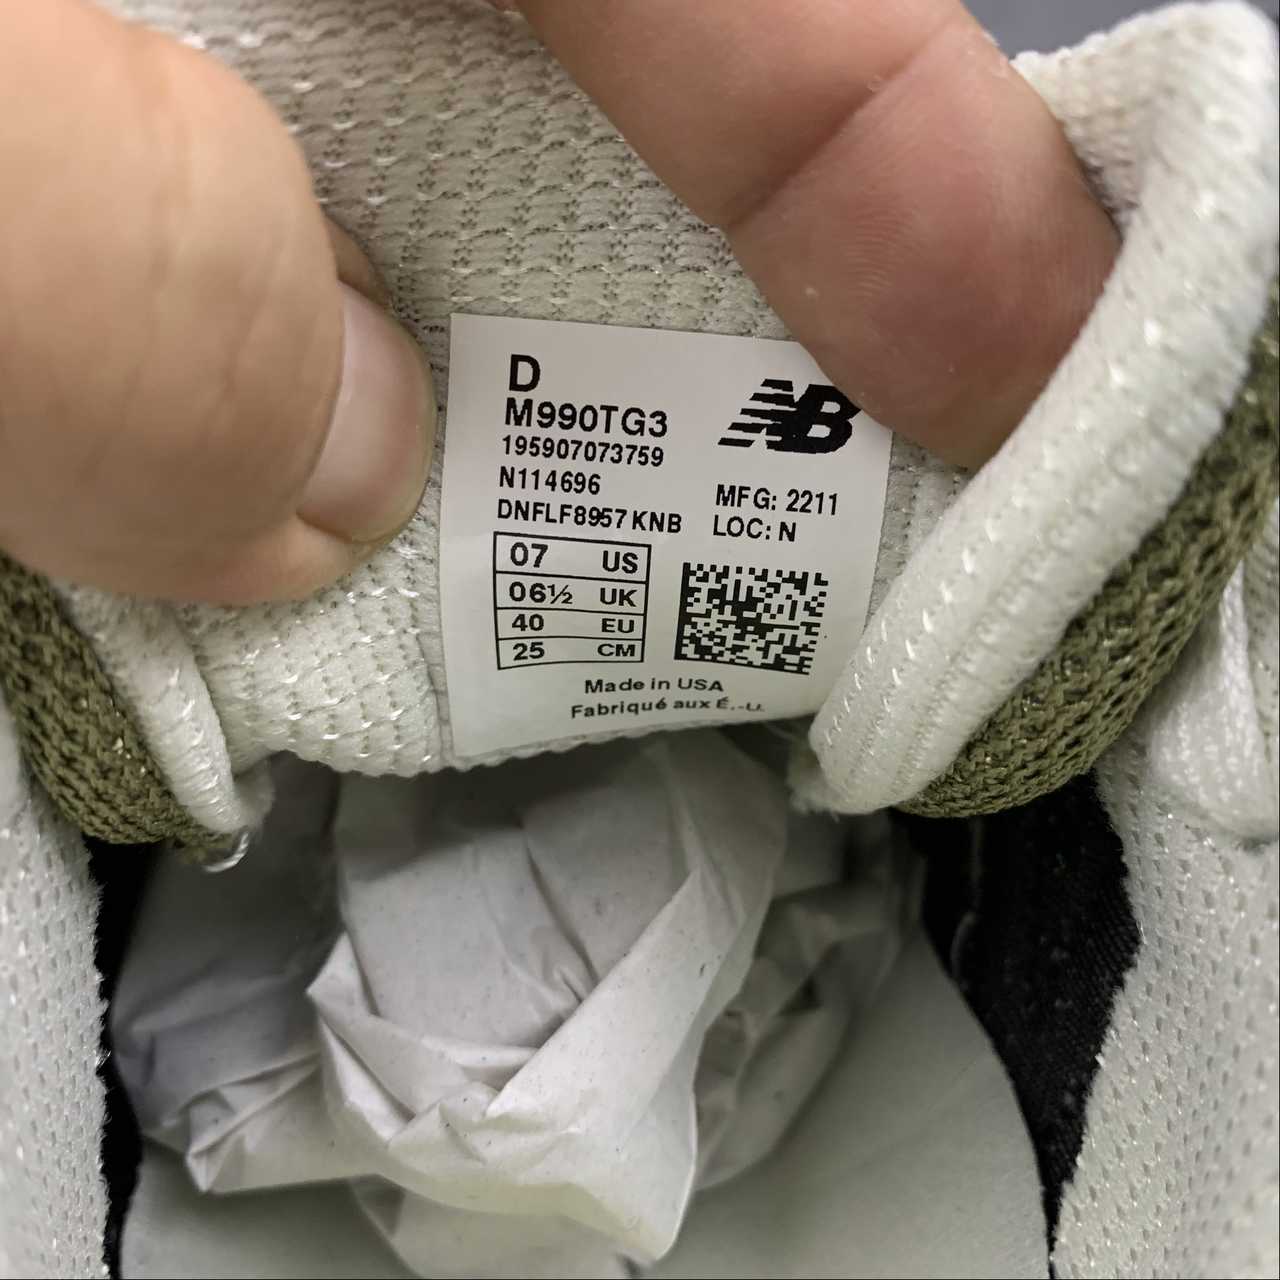 D
M990TG3
195907073759
N114696
DNFLF8957 KNB
NB
MFG: 2211
LOC: N
07 US
06½ UK
40 EU
25 CM
Made in USA
Fabriqué aux É.-U.